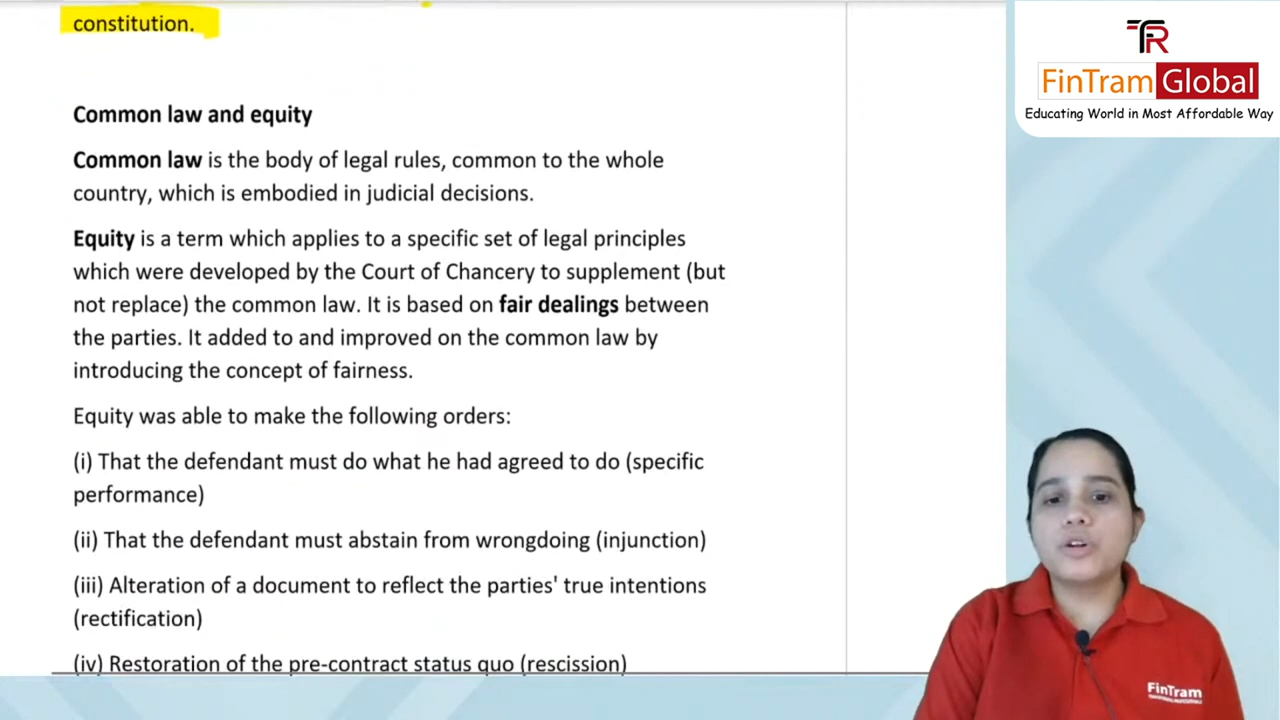 constitution.
Common law and equity
Common law is the body of legal rules, common to the whole
country, which is embodied in judicial decisions.
Equity is a term which applies to a specific set of legal principles
which were developed by the Court of Chancery to supplement (but
not replace) the common law. It is based on fair dealings between
the parties. It added to and improved on the common law by
introducing the concept of fairness.
Equity was able to make the following orders:
(i) That the defendant must do what he had agreed to do (specific
performance)
(ii) That the defendant must abstain from wrongdoing (injunction)
(iii) Alteration of a document to reflect the parties' true intentions
(rectification)
(iv) Restoration of the pre-contract status quo (rescission)
FinTram Global
Educating World in Most Affordable Way
FinTram